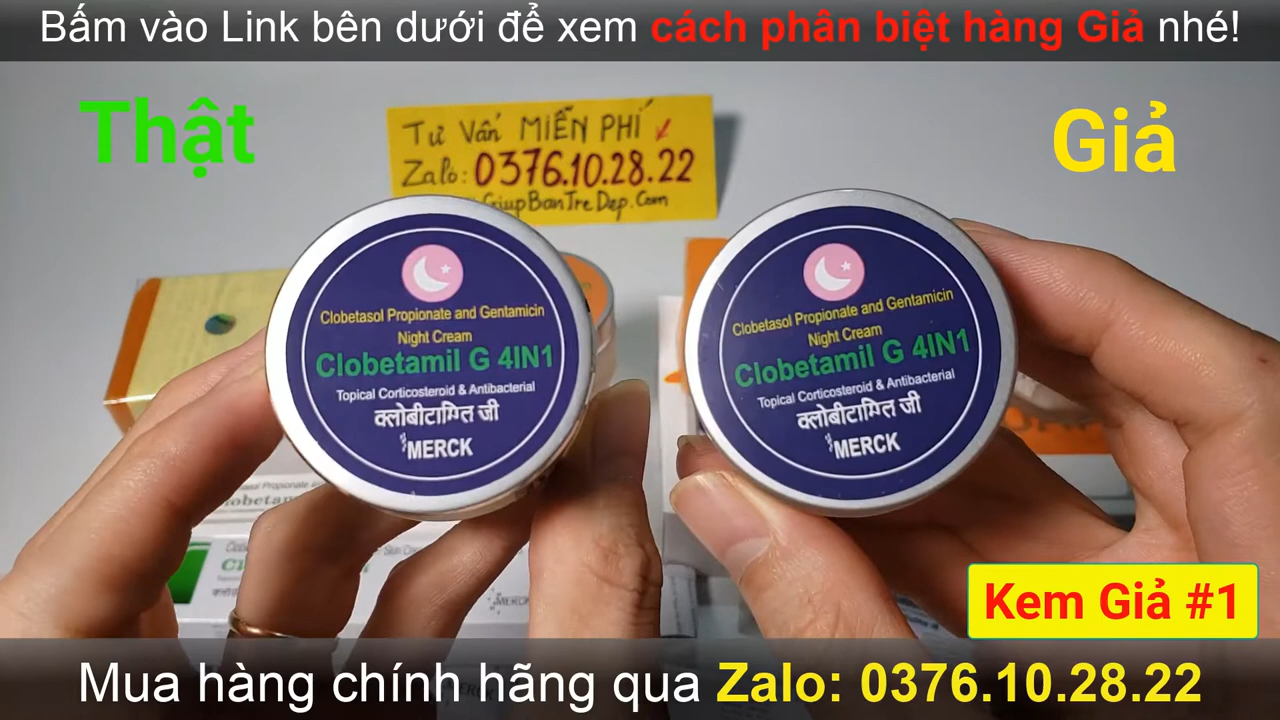 Bấm vào Link bên dưới để xem cách phân biệt hàng Giả nhé!
Thật
Giả
Tư Vấn MIỄN PHÍ
Zalo: 0376.10.28.22
GiupBanTreDep.Com
Clobetasol Propionate and Gentamicin
Night Cream
Clobetamil G 4IN1
Topical Corticosteroid & Antibacterial
क्लोबीटाम्ति जी
MERCK
Clobetasol Propionate and Gentamicin
Night Cream
Clobetamil G 4IN1
Topical Corticosteroid & Antibacterial
क्लोबीटाम्ति जी
MERCK
MERCK
Kem Giả #1
Mua hàng chính hãng qua Zalo: 0376.10.28.22